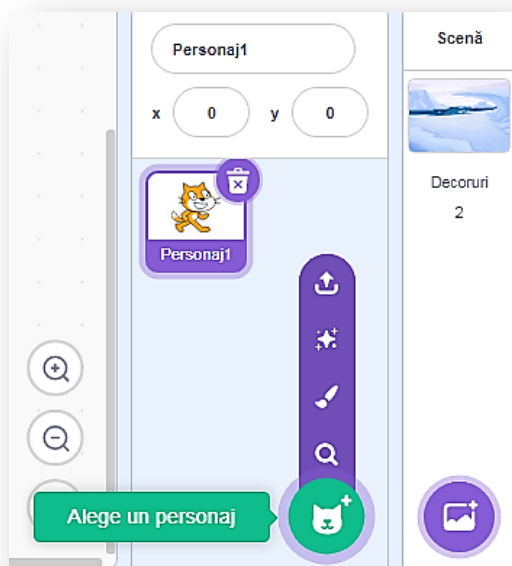 Personaj1
x 0 y 0
Personaj1
Alege un personaj
Scenă
Decoruri
2